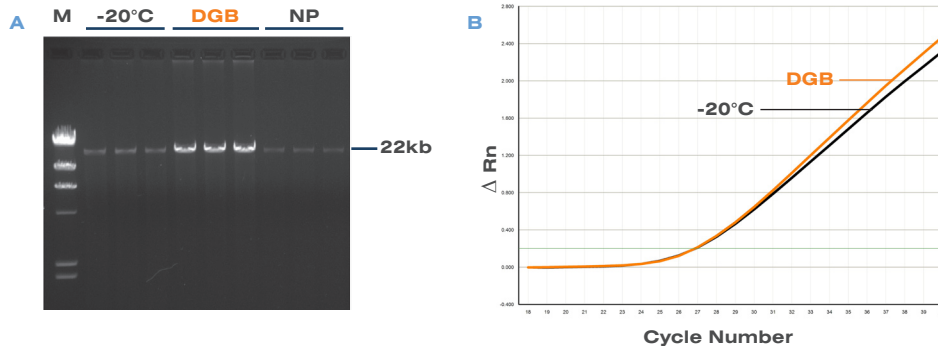 A
M -20°C DGB NP
22kb
B
2.800
2.400
2.000
1.600
1.200
0.800
0.400
0.000
-0.400
Δ Rn
DGB
-20°C
18 19 20 21 22 23 24 25 26 27 28 29 30 31 32 33 34 35 36 37 38 39
Cycle Number